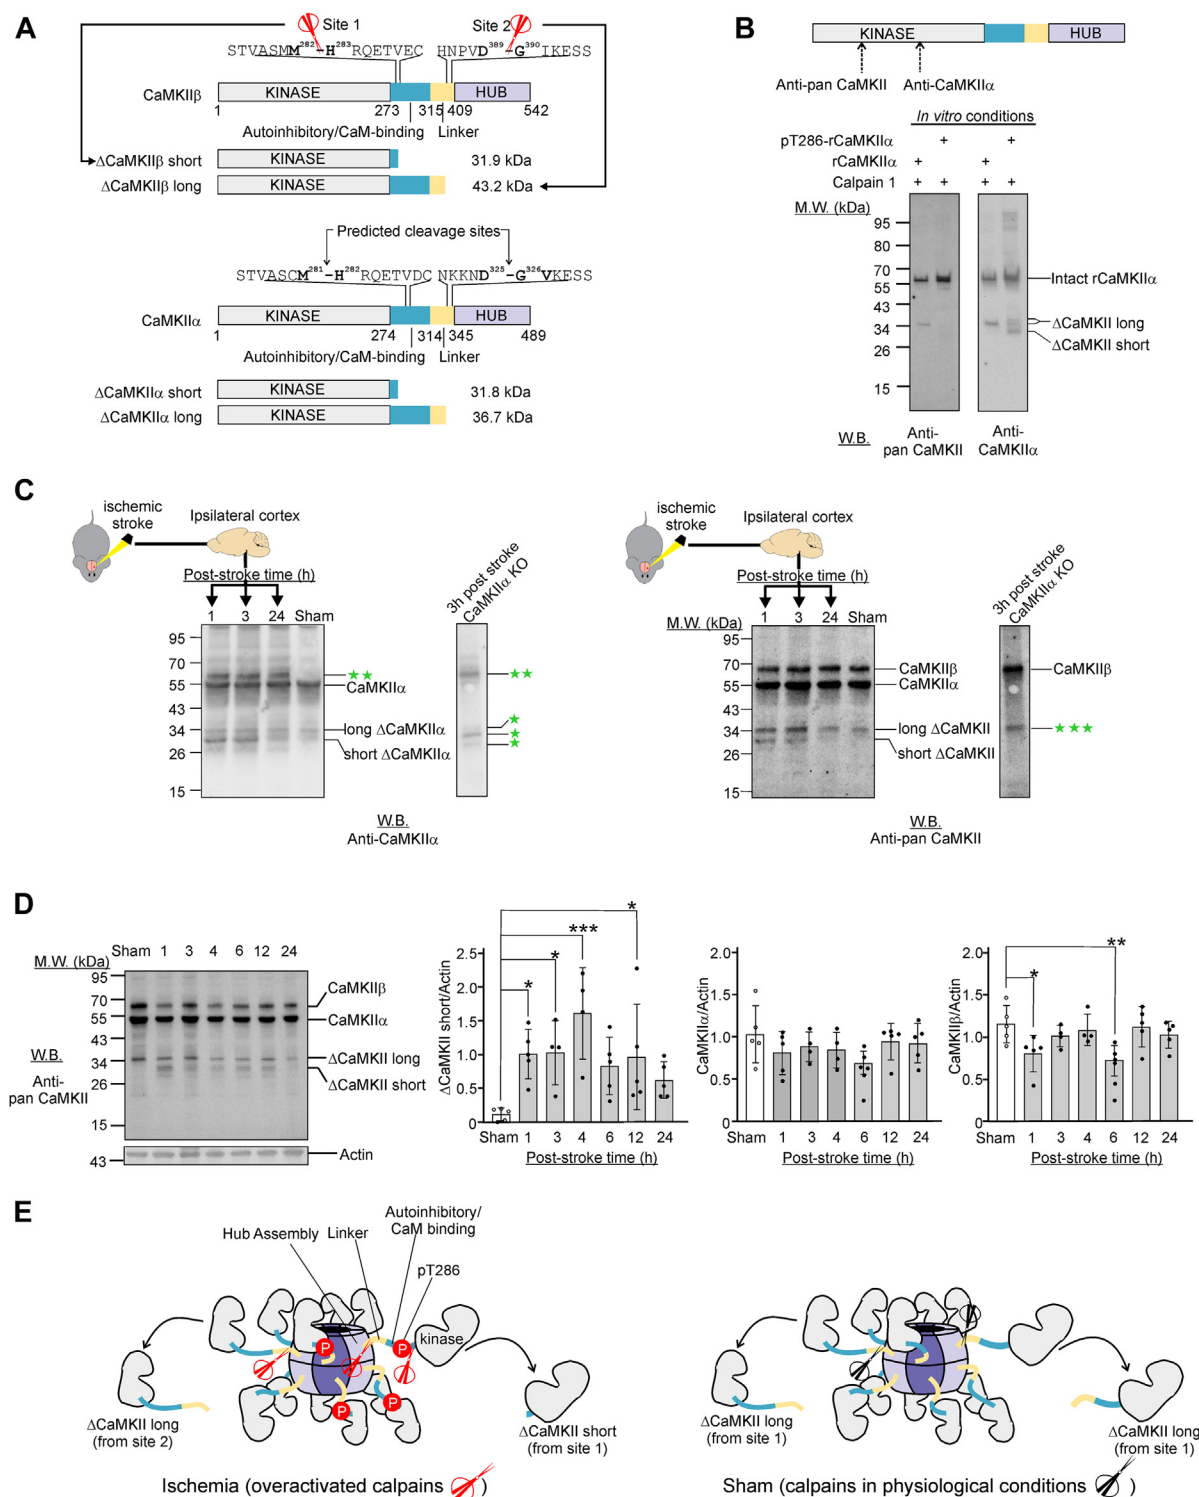 A
Site 1
Site 2
STVASMM²⁸²–H²⁸³RQETVEC HNPVD³⁸⁹–G³⁹⁰IKESS
CaMKIIβ
KINASE
HUB
1 273 315 409 542
Autoinhibitory/CaM-binding Linker
ΔCaMKIIβ short
KINASE
31.9 kDa
ΔCaMKIIβ long
KINASE
43.2 kDa
Predicted cleavage sites
STVASCM²⁸¹–H²⁸²RQETVDC NKKND³²⁵–G³²⁶VKESS
CaMKIIα
KINASE
HUB
1 274 314 345 489
Autoinhibitory/CaM-binding Linker
ΔCaMKIIα short
KINASE
31.8 kDa
ΔCaMKIIα long
KINASE
36.7 kDa
B
KINASE
HUB
Anti-pan CaMKII
Anti-CaMKIIα
In vitro conditions
pT286-rCaMKIIα + +
rCaMKIIα + +
Calpain 1 + + + +
M.W. (kDa)
95
80
70
55
43
34
26
15
Intact rCaMKIIα
ΔCaMKII long
ΔCaMKII short
W.B.
Anti-
pan CaMKII
Anti-
CaMKIIα
C
ischemic
stroke
Ipsilateral cortex
Post-stroke time (h)
1 3 24 Sham
3h post stroke
CaMKIIα KO
95
70
55
43
34
26
15
CaMKIIα
long ΔCaMKIIα
short ΔCaMKIIα
W.B.
Anti-CaMKIIα
ischemic
stroke
Ipsilateral cortex
Post-stroke time (h)
M.W. (kDa)
1 3 24 Sham
3h post stroke
CaMKIIα KO
95
70
55
43
34
26
15
CaMKIIβ
CaMKIIα
long ΔCaMKII
short ΔCaMKII
CaMKIIβ
W.B.
Anti-pan CaMKII
D
Sham 1 3 4 6 12 24
M.W. (kDa)
95
70
55
43
34
26
15
43
W.B.
Anti-
pan CaMKII
CaMKIIβ
CaMKIIα
ΔCaMKII long
ΔCaMKII short
Actin
ΔCaMKII short/Actin
2.5
2.0
1.5
1.0
0.5
0
* * *** *
Sham 1 3 4 6 12 24
Post-stroke time (h)
CaMKIIα/Actin
2.0
1.5
1.0
0.5
0
Sham 1 3 4 6 12 24
Post-stroke time (h)
CaMKIIβ/Actin
2.0
1.5
1.0
0.5
0
* **
Sham 1 3 4 6 12 24
Post-stroke time (h)
E
Hub Assembly
Linker
Autoinhibitory/
CaM binding
pT286
kinase
P
P
P
P
ΔCaMKII long
(from site 2)
ΔCaMKII short
(from site 1)
Ischemia (overactivated calpains )
ΔCaMKII long
(from site 1)
ΔCaMKII long
(from site 1)
Sham (calpains in physiological conditions )